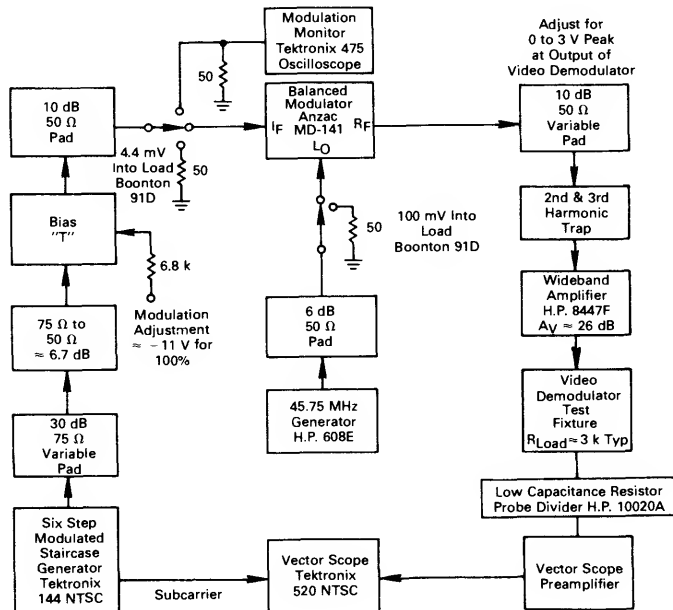 Modulation
Monitor
Tektronix 475
Oscilloscope
Adjust for
0 to 3 V Peak
at Output of
Video Demodulator
50
10 dB
50 Ω
Pad
Balanced
Modulator
Anzac
MD-141
IF
RF
LO
10 dB
50 Ω
Variable
Pad
4.4 mV
Into Load
Boonton
91D
50
Bias
"T"
50
100 mV Into
Load
Boonton 91D
2nd & 3rd
Harmonic
Trap
6.8 k
Modulation
Adjustment
≈ −11 V for
100%
75 Ω to
50 Ω
≈ 6.7 dB
6 dB
50 Ω
Pad
Wideband
Amplifier
H.P. 8447F
AV ≈ 26 dB
45.75 MHz
Generator
H.P. 608E
Video
Demodulator
Test
Fixture
RLoad ≈ 3 k Typ
30 dB
75 Ω
Variable
Pad
Low Capacitance Resistor
Probe Divider H.P. 10020A
Six Step
Modulated
Staircase
Generator
Tektronix
144 NTSC
Subcarrier
Vector Scope
Tektronix
520 NTSC
Vector Scope
Preamplifier